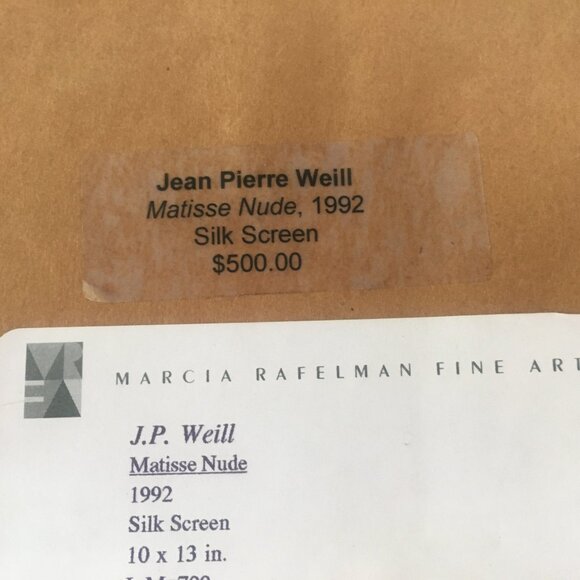 Jean Pierre Weill
Matisse Nude, 1992
Silk Screen
$500.00
MARCIA RAFELMAN FINE ART
J.P. Weill
Matisse Nude
1992
Silk Screen
10 x 13 in.